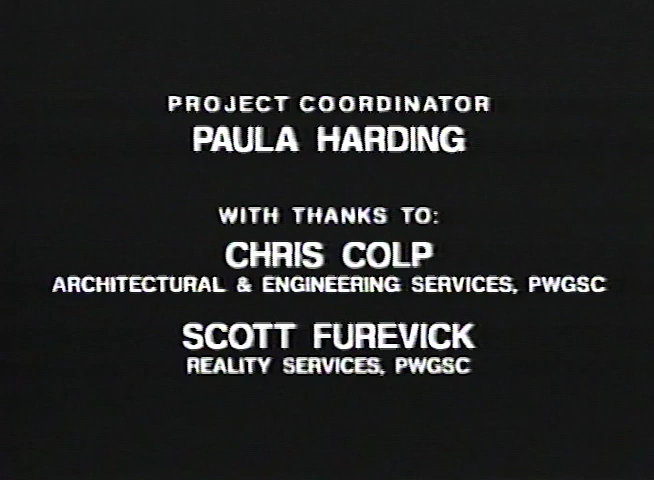 PROJECT COORDINATOR
PAULA HARDING
WITH THANKS TO:
CHRIS COLP
ARCHITECTURAL & ENGINEERING SERVICES, PWGSC
SCOTT FUREVICK
REALITY SERVICES, PWGSC